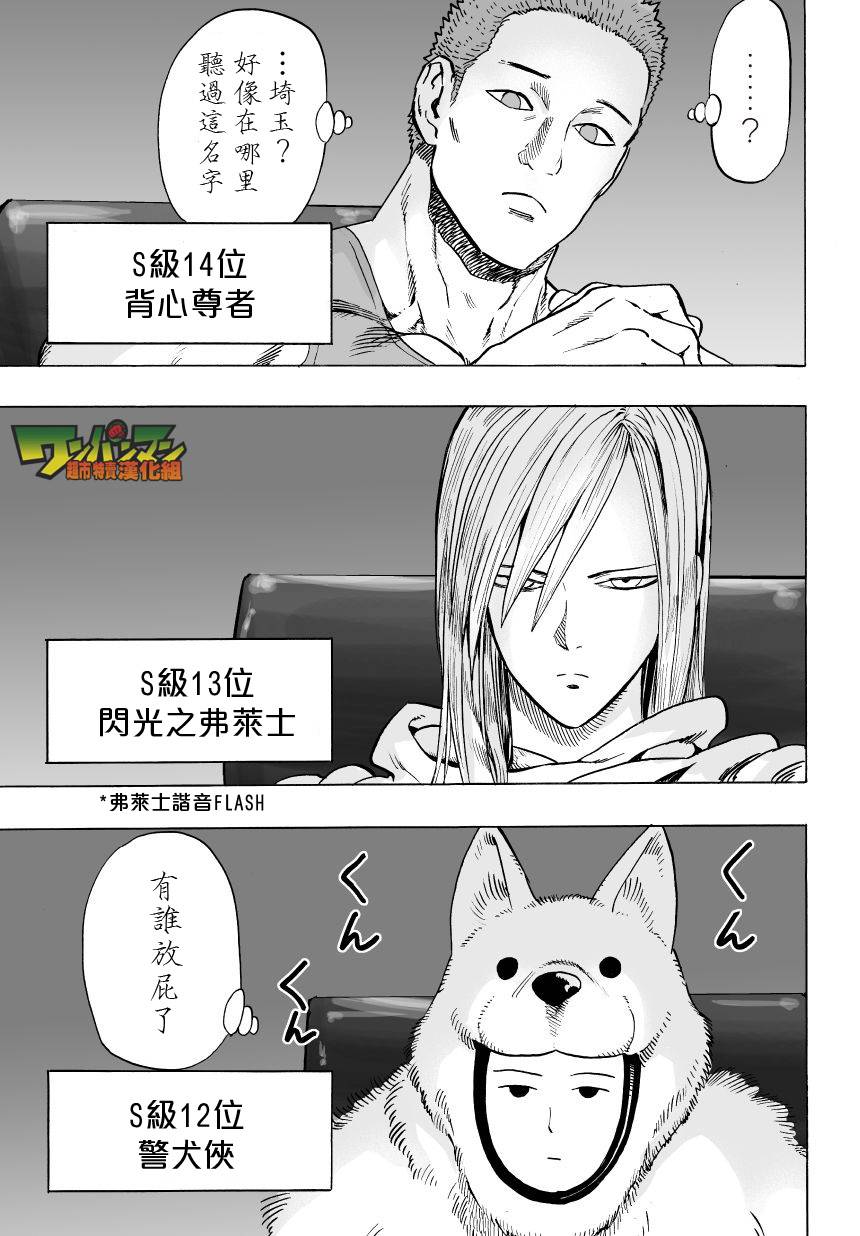 ………?
…埼玉?
好像在哪里
聽過這名字
S級14位
背心尊者
ワンパンマン
超市特賣漢化組
S級13位
閃光之弗萊士
*弗萊士諧音FLASH
くん
くん
くん
有誰放屁了
S級12位
警犬俠